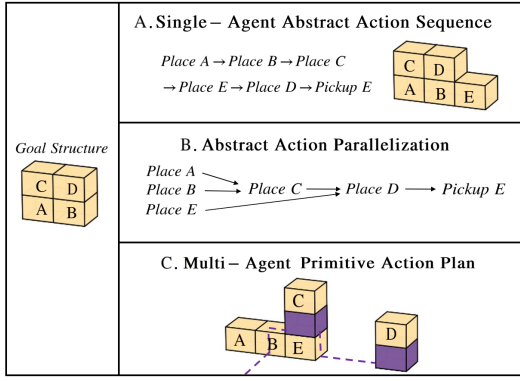 Goal Structure
C D
A B
A. Single – Agent Abstract Action Sequence
Place A → Place B → Place C
→ Place E → Place D → Pickup E
C D
A B E
B. Abstract Action Parallelization
Place A
Place B → Place C → Place D → Pickup E
Place E
C. Multi – Agent Primitive Action Plan
C
A B E
D